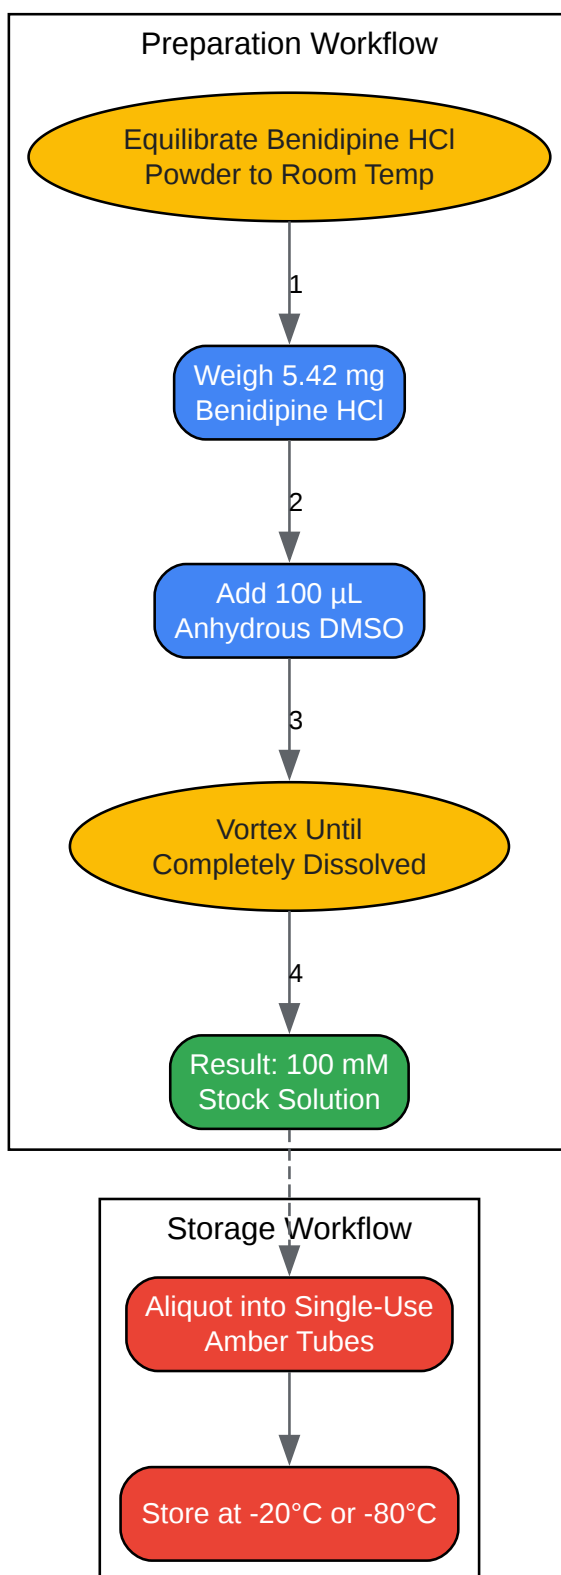 Preparation Workflow
Equilibrate Benidipine HCl
Powder to Room Temp
1
Weigh 5.42 mg
Benidipine HCl
2
Add 100 µL
Anhydrous DMSO
3
Vortex Until
Completely Dissolved
4
Result: 100 mM
Stock Solution
Storage Workflow
Aliquot into Single-Use
Amber Tubes
Store at -20°C or -80°C